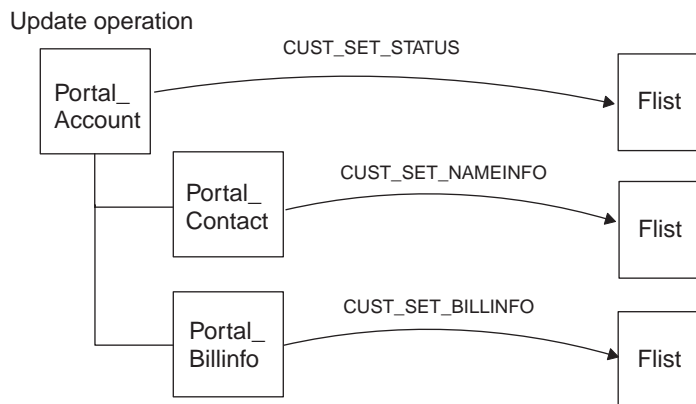 Update operation
CUST_SET_STATUS
Portal_
Account
Flist
CUST_SET_NAMEINFO
Portal_
Contact
Flist
CUST_SET_BILLINFO
Portal_
Billinfo
Flist